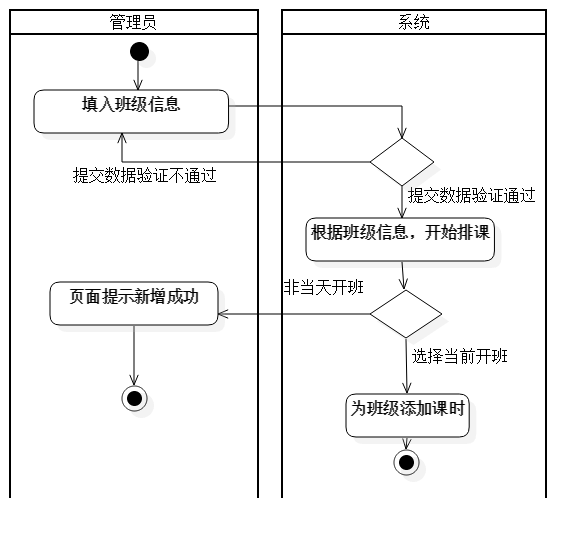 管理员
系统
填入班级信息
提交数据验证不通过
提交数据验证通过
根据班级信息，开始排课
非当天开班
页面提示新增成功
选择当前开班
为班级添加课时